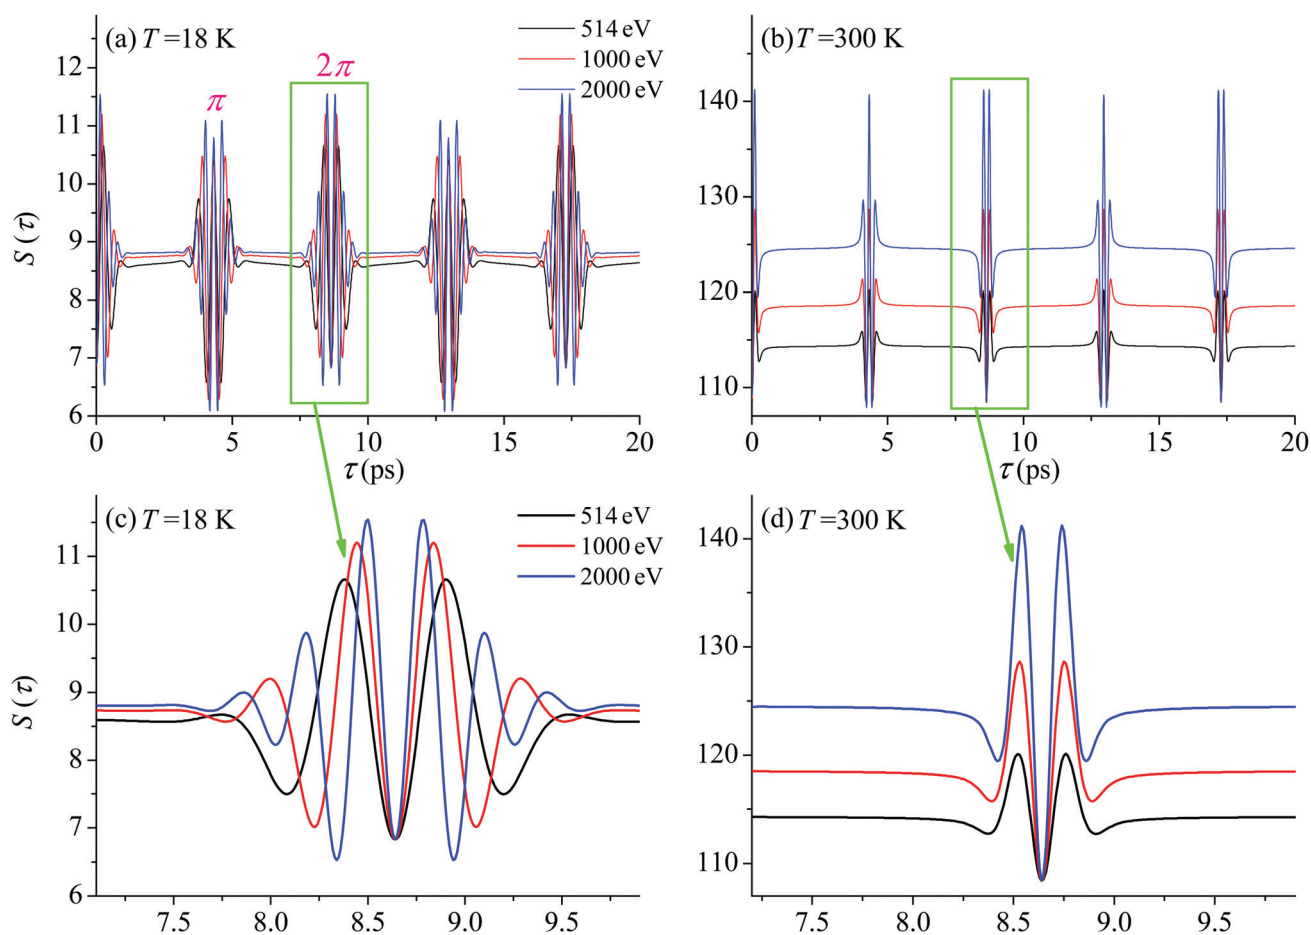 (a) T =18 K
514 eV
1000 eV
2000 eV
π
2π
S (τ)
12
11
10
9
8
7
6
0
5
10
15
20
τ (ps)
(b) T =300 K
140
130
120
110
0
5
10
15
20
τ (ps)
(c) T =18 K
514 eV
1000 eV
2000 eV
S (τ)
11
10
9
8
7
6
7.5
8.0
8.5
9.0
9.5
(d) T =300 K
140
130
120
110
7.5
8.0
8.5
9.0
9.5